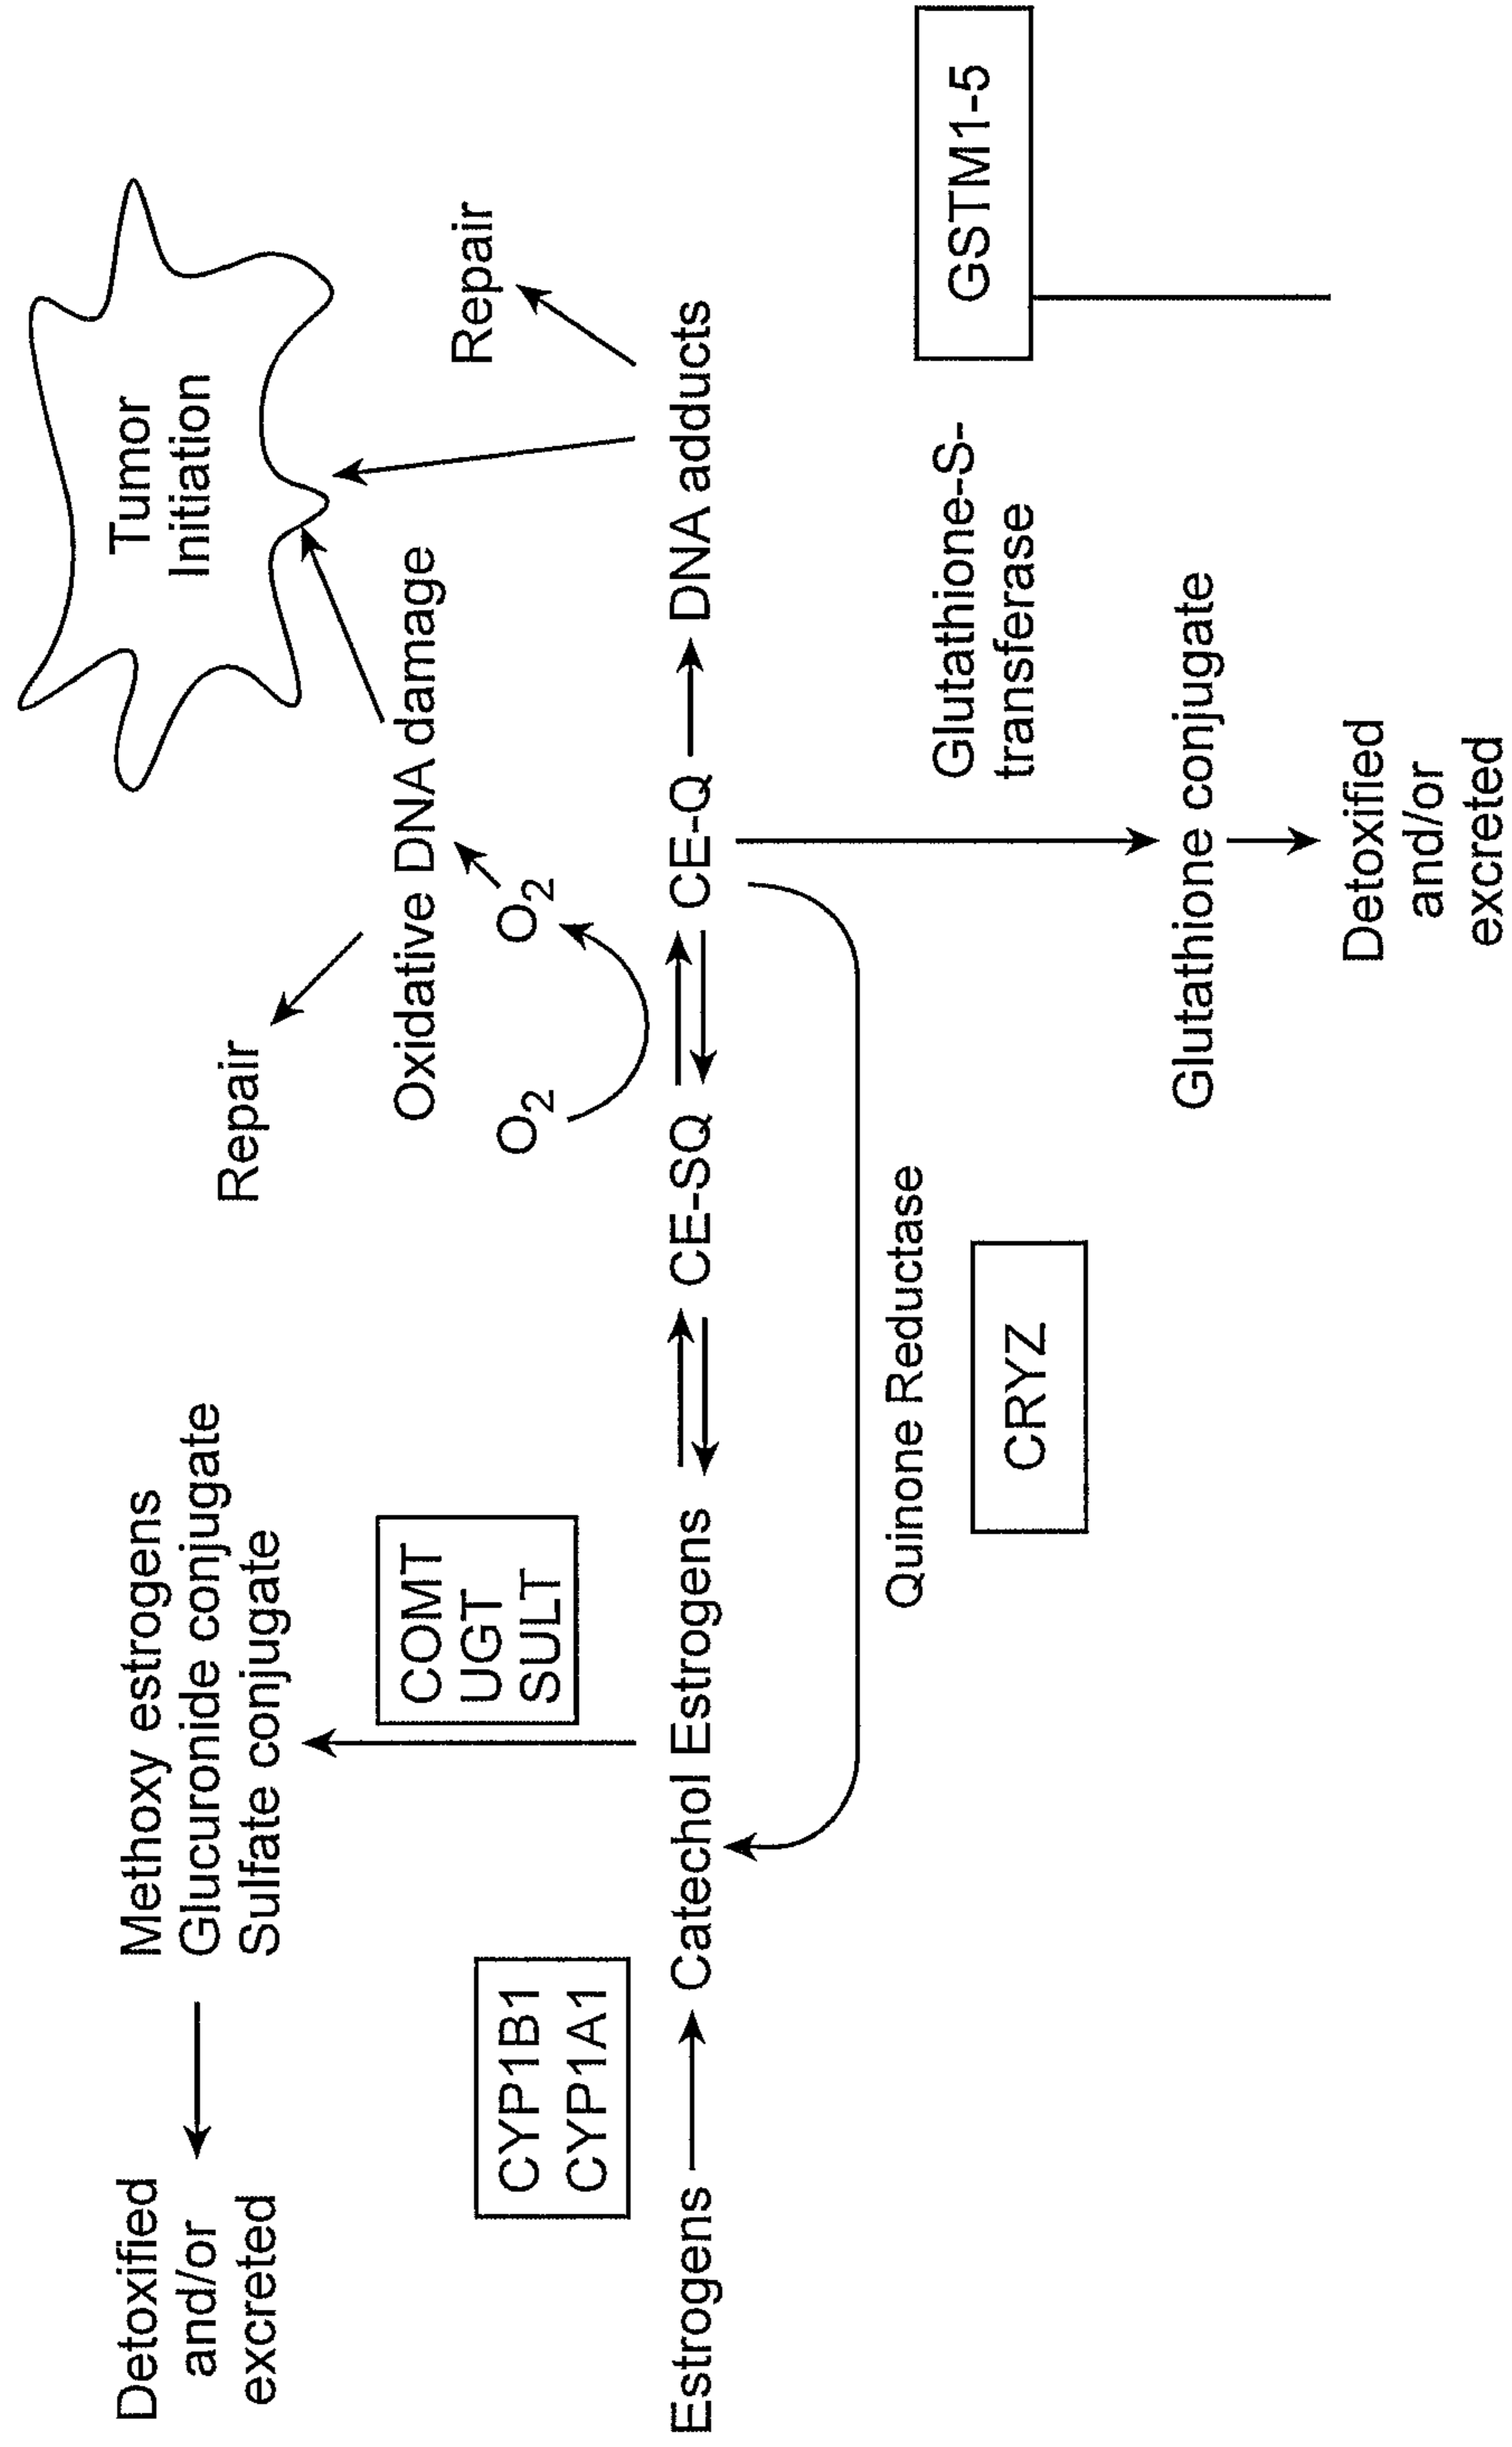 Tumor
Initiation
Repair
Repair
Oxidative DNA damage
O2
O2
Detoxified
and/or
excreted
Methoxy estrogens
Glucuronide conjugate
Sulfate conjugate
COMT
UGT
SULT
CYP1B1
CYP1A1
Estrogens
Catechol Estrogens
CE-SQ
CE-Q
DNA adducts
Quinone Reductase
CRYZ
Glutathione-S-
transferase
GSTM1-5
Glutathione conjugate
Detoxified
and/or
excreted